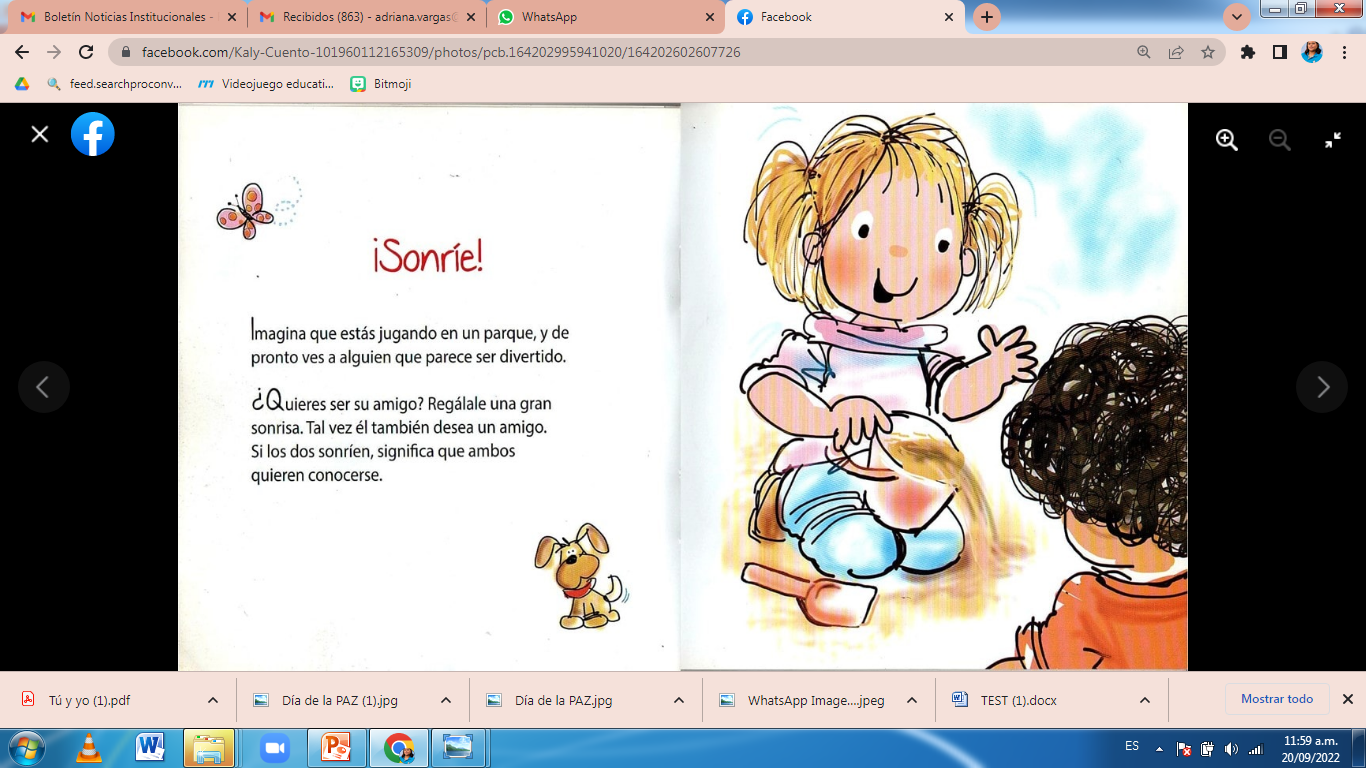 Boletín Noticias Institucionales -
Recibidos (863) - adriana.vargas@
WhatsApp
Facebook
facebook.com/Kaly-Cuento-101960112165309/photos/pcb.164202995941020/164202602607726
feed.searchproconv...
Videojuego educati...
Bitmoji
¡Sonríe!
Imagina que estás jugando en un parque, y de
pronto ves a alguien que parece ser divertido.
¿Quieres ser su amigo? Regálale una gran
sonrisa. Tal vez él también desea un amigo.
Si los dos sonríen, significa que ambos
quieren conocerse.
Tú y yo (1).pdf
Día de la PAZ (1).jpg
Día de la PAZ.jpg
WhatsApp Image....jpeg
TEST (1).docx
Mostrar todo
ES
11:59 a.m.
20/09/2022